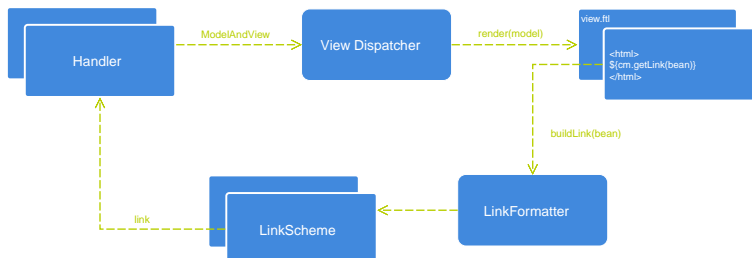 view.ftl
ModelAndView
render(model)
Handler
View Dispatcher
<html>
${cm.getLink(bean)}
</html>
buildLink(bean)
link
LinkScheme
LinkFormatter